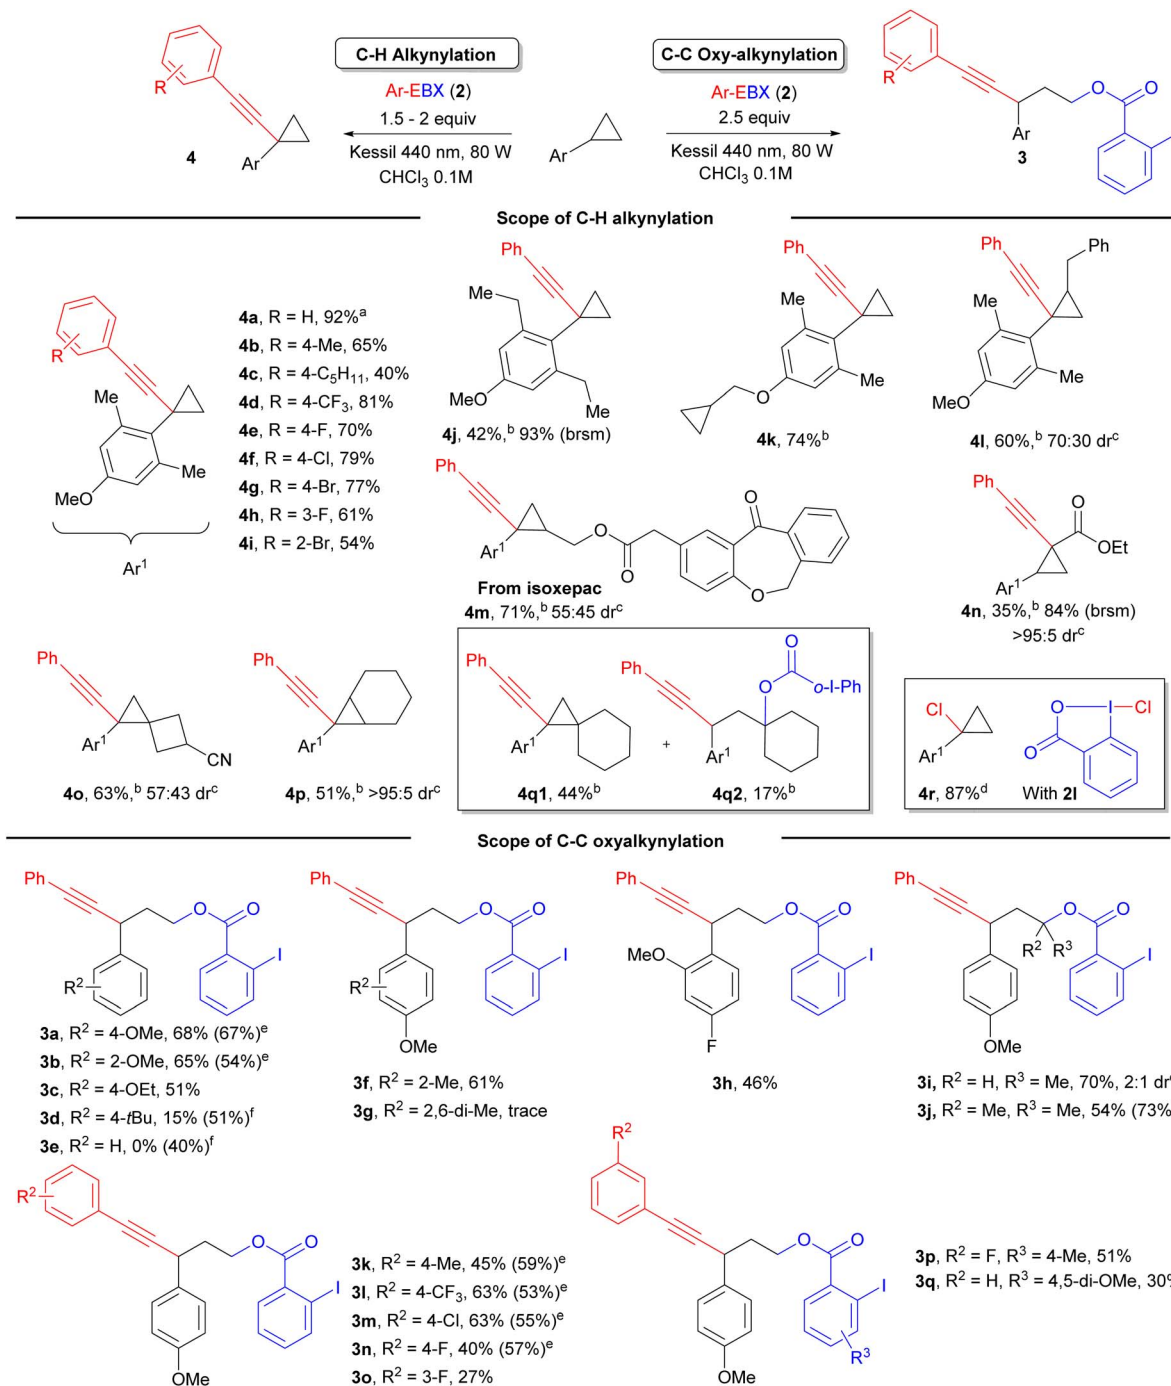 C-H Alkynylation
Ar-EBX (2)
1.5 - 2 equiv
Kessil 440 nm, 80 W
CHCl3 0.1M
R
Ar
4
Ar
C-C Oxy-alkynylation
Ar-EBX (2)
2.5 equiv
Kessil 440 nm, 80 W
CHCl3 0.1M
R
Ar
O
O
3
Scope of C-H alkynylation
R
Me
Me
MeO
Ar1
4a, R = H, 92%a
4b, R = 4-Me, 65%
4c, R = 4-C5H11, 40%
4d, R = 4-CF3, 81%
4e, R = 4-F, 70%
4f, R = 4-Cl, 79%
4g, R = 4-Br, 77%
4h, R = 3-F, 61%
4i, R = 2-Br, 54%
Ph
Me
MeO
Me
4j, 42%,b 93% (brsm)
Ph
Me
O
Me
4k, 74%b
Ph
Ph
Me
Me
MeO
4l, 60%,b 70:30 drc
Ph
Ar1
O
O
O
O
From isoxepac
4m, 71%,b 55:45 drc
Ph
O
OEt
Ar1
4n, 35%,b 84% (brsm)
>95:5 drc
Ph
Ar1
CN
4o, 63%,b 57:43 drc
Ph
Ar1
4p, 51%,b >95:5 drc
Ph
Ar1
4q1, 44%b
+
Ph
O
O
o-I-Ph
Ar1
4q2, 17%b
Cl
Ar1
4r, 87%d
O
I
Cl
O
With 2l
Scope of C-C oxyalkynylation
Ph
O
O
R2
I
3a, R2 = 4-OMe, 68% (67%)e
3b, R2 = 2-OMe, 65% (54%)e
3c, R2 = 4-OEt, 51%
3d, R2 = 4-tBu, 15% (51%)f
3e, R2 = H, 0% (40%)f
Ph
O
O
R2
I
OMe
3f, R2 = 2-Me, 61%
3g, R2 = 2,6-di-Me, trace
Ph
O
O
MeO
I
F
3h, 46%
Ph
O
O
R2
R3
I
OMe
3i, R2 = H, R3 = Me, 70%, 2:1 dr
3j, R2 = Me, R3 = Me, 54% (73%
R2
O
O
I
OMe
3k, R2 = 4-Me, 45% (59%)e
3l, R2 = 4-CF3, 63% (53%)e
3m, R2 = 4-Cl, 63% (55%)e
3n, R2 = 4-F, 40% (57%)e
3o, R2 = 3-F, 27%
R2
O
O
I
R3
OMe
3p, R2 = F, R3 = 4-Me, 51%
3q, R2 = H, R3 = 4,5-di-OMe, 30%